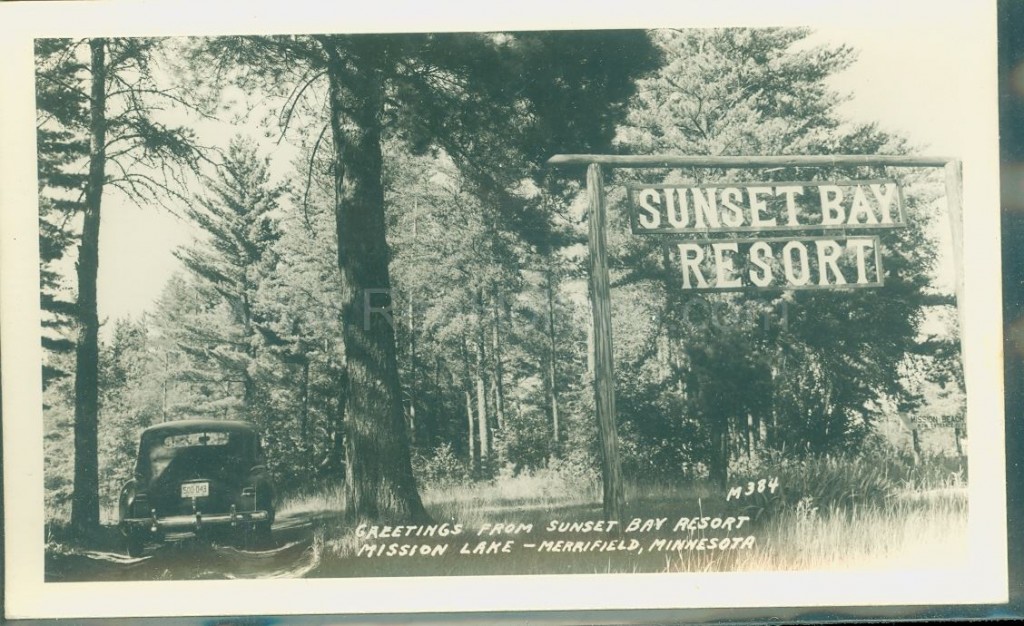 SUNSET BAY
RESORT
M384
GREETINGS FROM SUNSET BAY RESORT
MISSION LAKE - MERRIFIELD, MINNESOTA